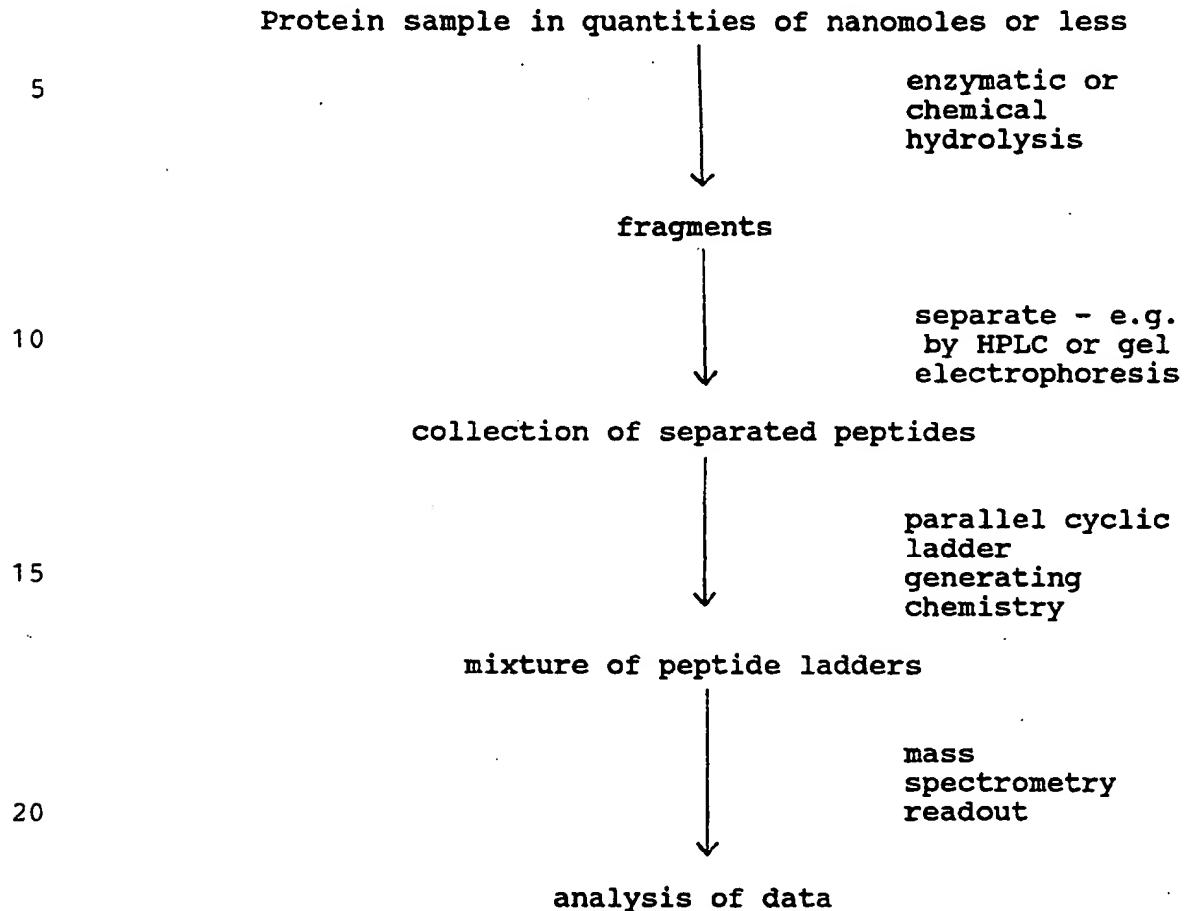 Protein sample in quantities of nanomoles or less
5
enzymatic or
chemical
hydrolysis
fragments
10
separate - e.g.
by HPLC or gel
electrophoresis
collection of separated peptides
parallel cyclic
ladder
15
generating
chemistry
mixture of peptide ladders
mass
spectrometry
20
readout
analysis of data